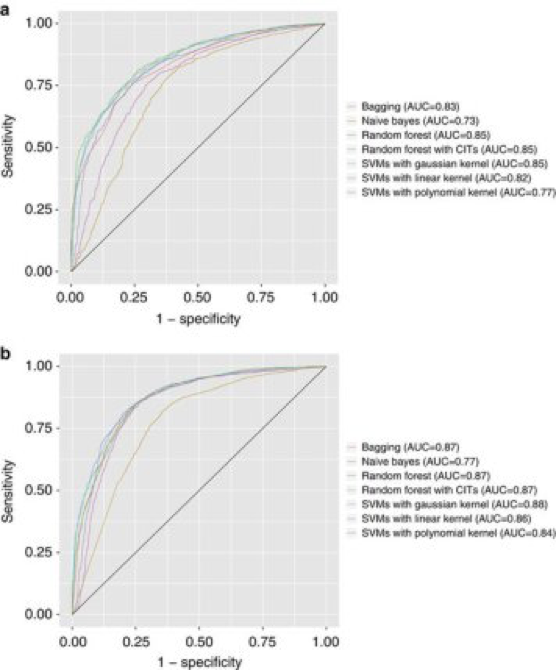 a
1.00
0.75
0.50
0.25
0.00
Sensitivity
0.00 0.25 0.50 0.75 1.00
1 − specificity
Bagging (AUC=0.83)
Naive bayes (AUC=0.73)
Random forest (AUC=0.85)
Random forest with CITs (AUC=0.85)
SVMs with gaussian kernel (AUC=0.85)
SVMs with linear kernel (AUC=0.82)
SVMs with polynomial kernel (AUC=0.77)
b
1.00
0.75
0.50
0.25
0.00
Sensitivity
0.00 0.25 0.50 0.75 1.00
1 − specificity
Bagging (AUC=0.87)
Naive bayes (AUC=0.77)
Random forest (AUC=0.87)
Random forest with CITs (AUC=0.87)
SVMs with gaussian kernel (AUC=0.88)
SVMs with linear kernel (AUC=0.86)
SVMs with polynomial kernel (AUC=0.84)